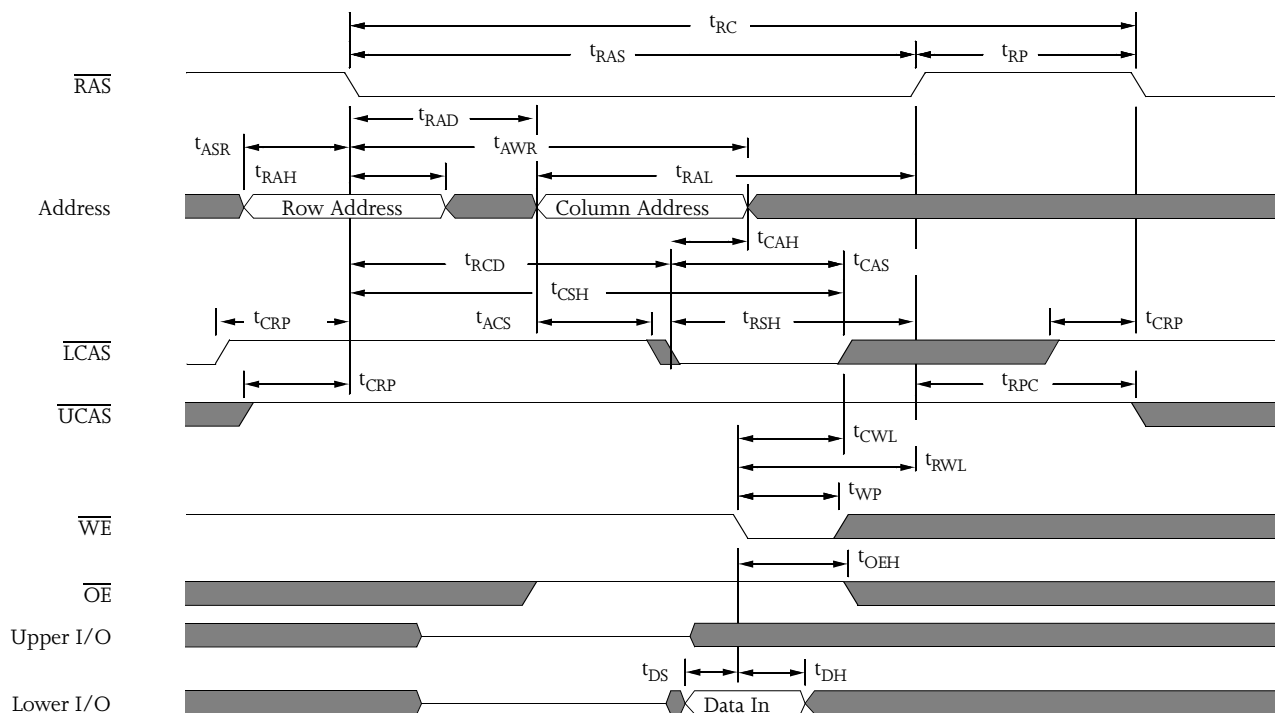 tRC
tRAS
tRP
RAS
tRAD
tASR
tAWR
tRAH
tRAL
Address
Row Address
Column Address
tCAH
tRCD
tCAS
tCSH
tCRP
tACS
tRSH
tCRP
LCAS
tCRP
tRPC
UCAS
tCWL
tRWL
tWP
WE
tOEH
OE
Upper I/O
tDS
tDH
Lower I/O
Data In